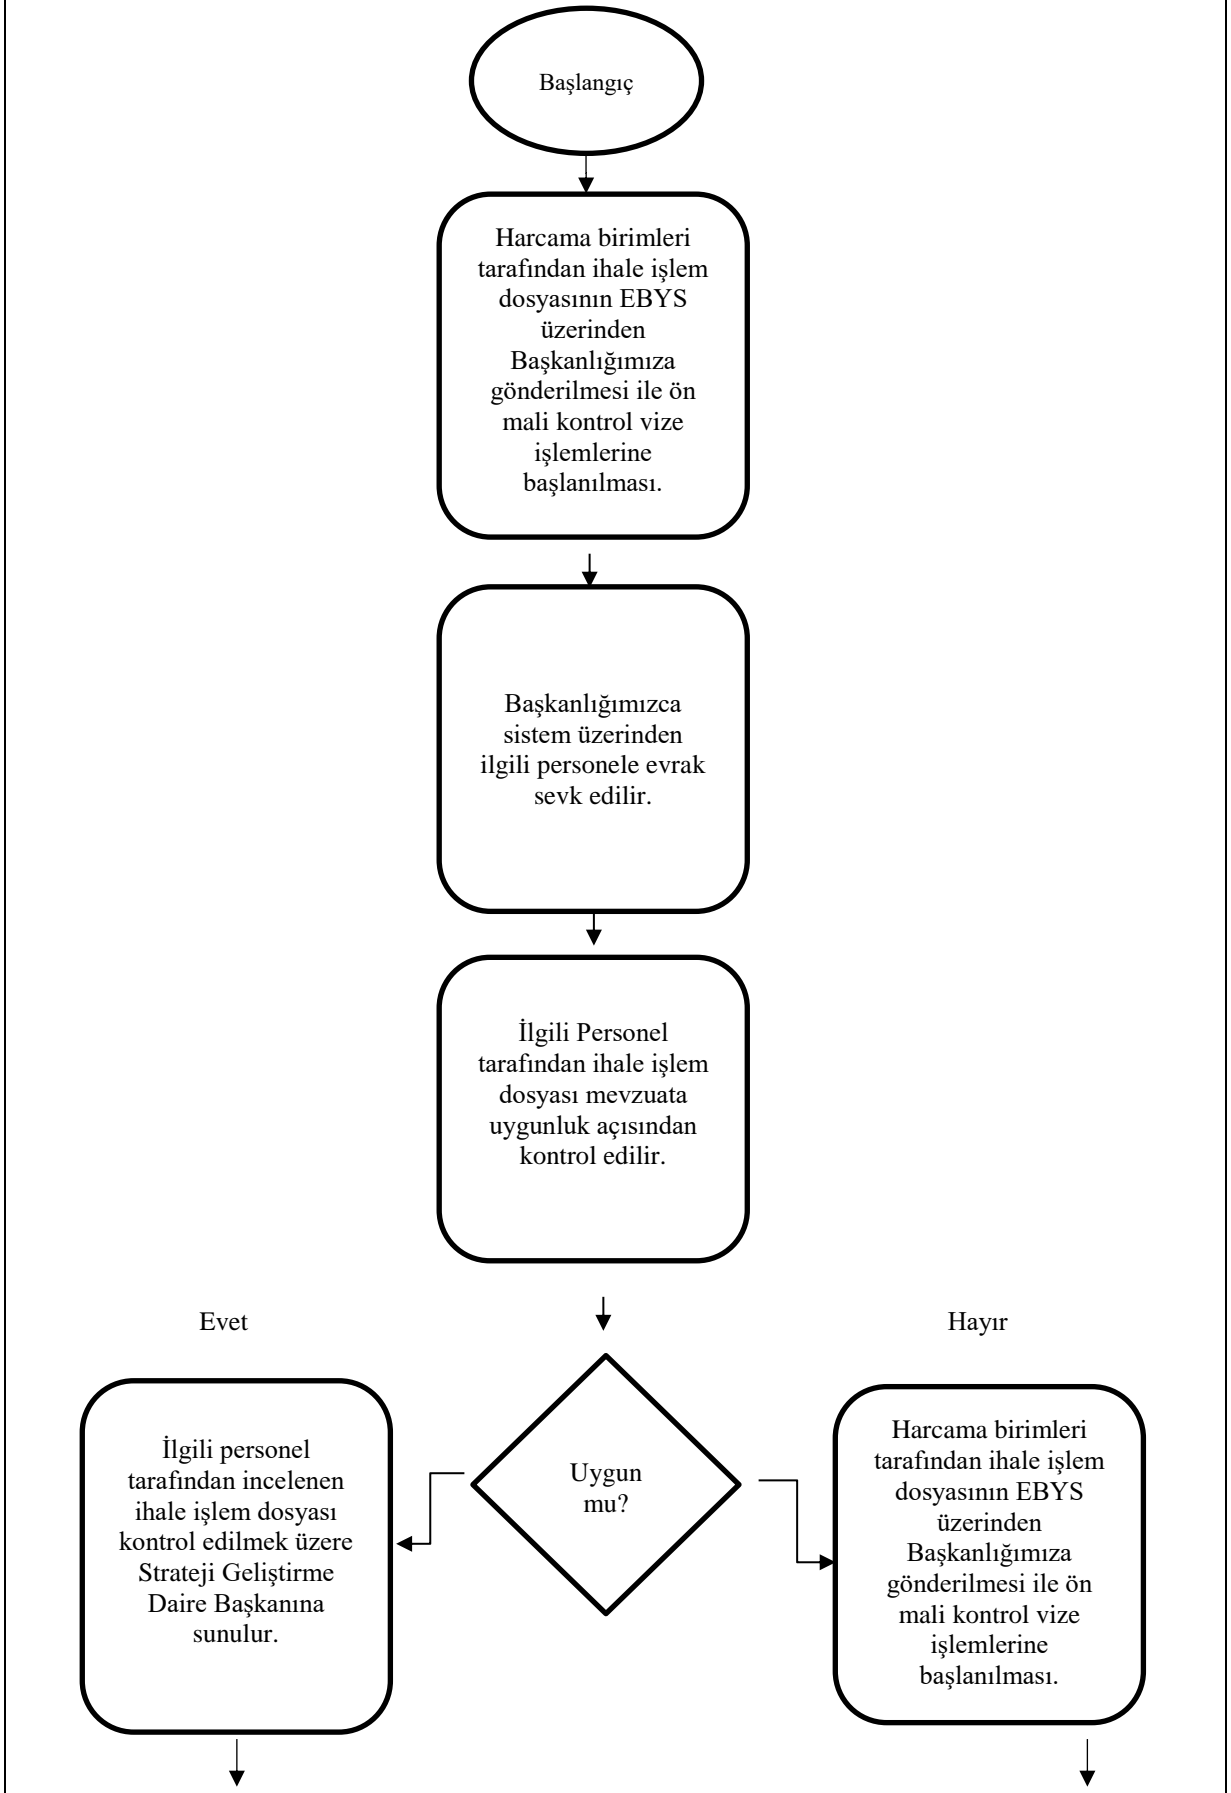 Başlangıç
Harcama birimleri
tarafından ihale işlem
dosyasının EBYS
üzerinden
Başkanlığımıza
gönderilmesi ile ön
mali kontrol vize
işlemlerine
başlanılması.
Başkanlığımızca
sistem üzerinden
ilgili personele evrak
sevk edilir.
İlgili Personel
tarafından ihale işlem
dosyası mevzuata
uygunluk açısından
kontrol edilir.
Evet
Hayır
İlgili personel
tarafından incelenen
ihale işlem dosyası
kontrol edilmek üzere
Strateji Geliştirme
Daire Başkanına
sunulur.
Uygun
mu?
Harcama birimleri
tarafından ihale işlem
dosyasının EBYS
üzerinden
Başkanlığımıza
gönderilmesi ile ön
mali kontrol vize
işlemlerine
başlanılması.